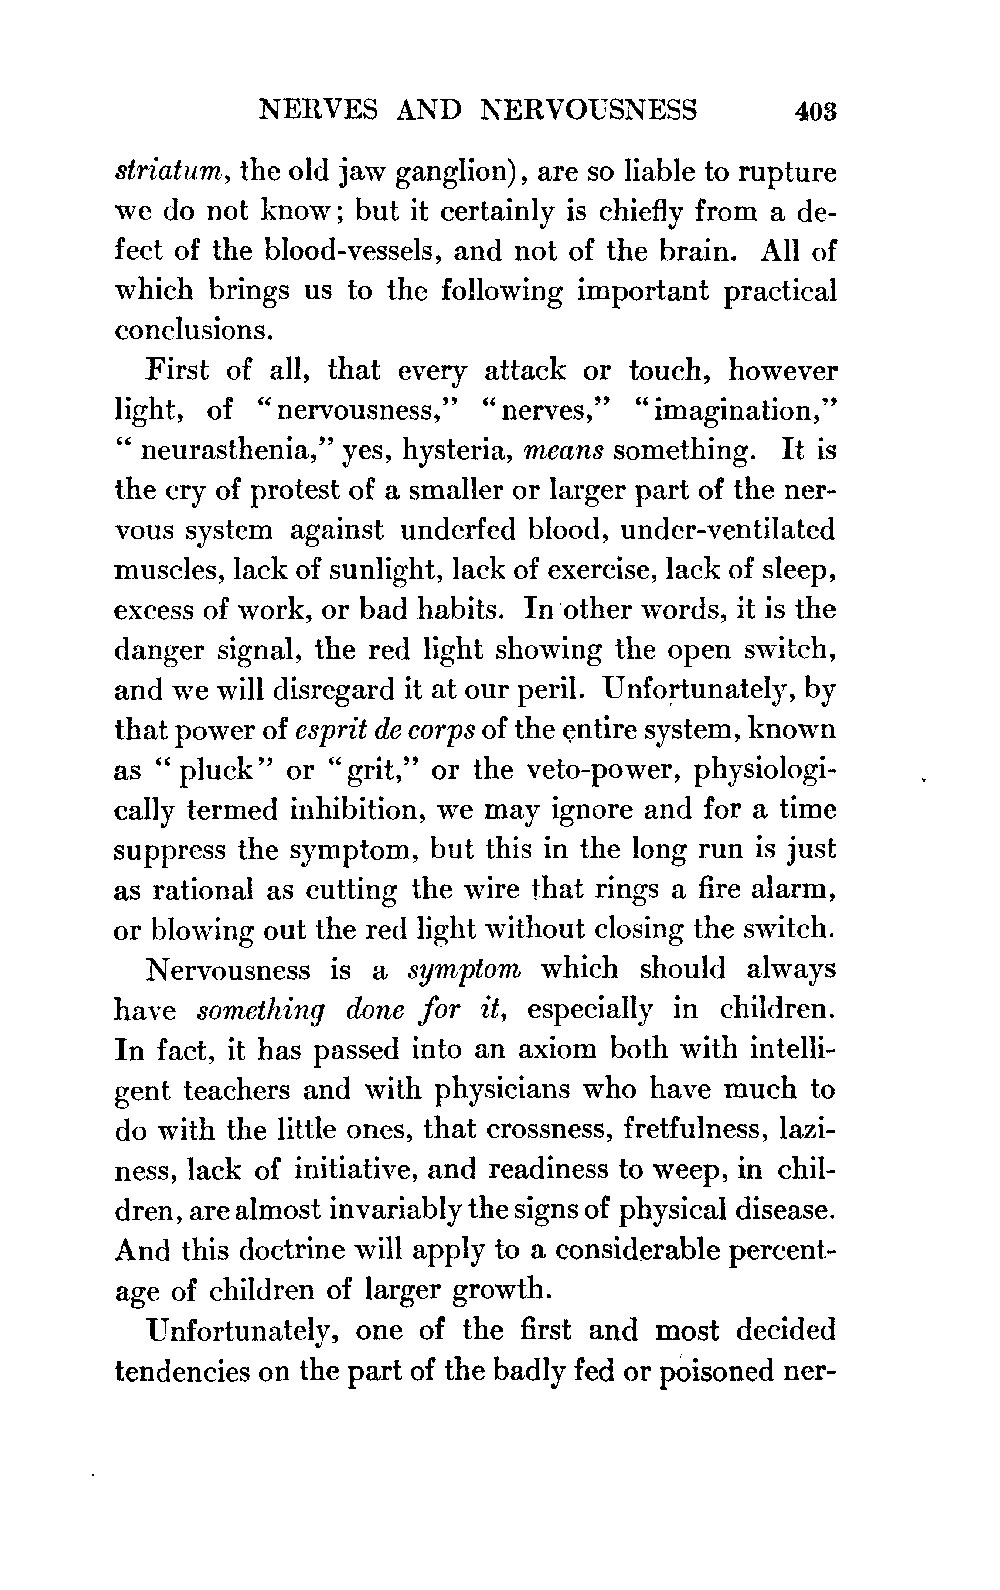 NERVES AND NERVOUSNESS 403
striatum, the old jaw ganglion), are so liable to rupture
we do not know; but it certainly is chiefly from a de-
fect of the blood-vessels, and not of the brain. All of
which brings us to the following important practical
conclusions.
First of all, that every attack or touch, however
light, of "nervousness," "nerves," "imagination,"
"neurasthenia," yes, hysteria, means something. It is
the cry of protest of a smaller or larger part of the ner-
vous system against underfed blood, under-ventilated
muscles, lack of sunlight, lack of exercise, lack of sleep,
excess of work, or bad habits. In other words, it is the
danger signal, the red light showing the open switch,
and we will disregard it at our peril. Unfortunately, by
that power of esprit de corps of the entire system, known
as "pluck" or "grit," or the veto-power, physiologi-
cally termed inhibition, we may ignore and for a time
suppress the symptom, but this in the long run is just
as rational as cutting the wire that rings a fire alarm,
or blowing out the red light without closing the switch.
Nervousness is a symptom which should always
have something done for it, especially in children.
In fact, it has passed into an axiom both with intelli-
gent teachers and with physicians who have much to
do with the little ones, that crossness, fretfulness, lazi-
ness, lack of initiative, and readiness to weep, in chil-
dren, are almost invariably the signs of physical disease.
And this doctrine will apply to a considerable percent-
age of children of larger growth.
Unfortunately, one of the first and most decided
tendencies on the part of the badly fed or poisoned ner-